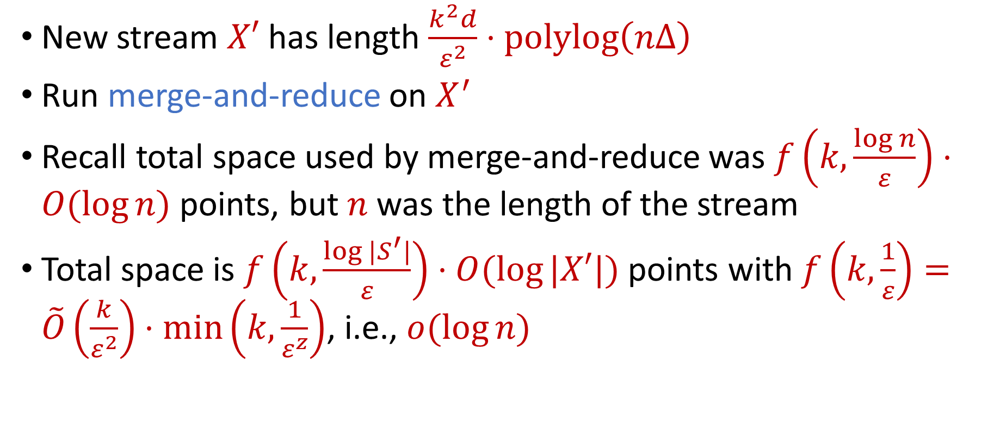 • New stream $X'$ has length $\frac{k^2 d}{\varepsilon^2} \cdot \text{polylog}(n\Delta)$
• Run merge-and-reduce on $X'$
• Recall total space used by merge-and-reduce was $f\left(k, \frac{\log n}{\varepsilon}\right) \cdot$
$O(\log n)$ points, but $n$ was the length of the stream
• Total space is $f\left(k, \frac{\log |S'|}{\varepsilon}\right) \cdot O(\log |X'|)$ points with $f\left(k, \frac{1}{\varepsilon}\right) =$
$\tilde{O}\left(\frac{k}{\varepsilon^2}\right) \cdot \min\left(k, \frac{1}{\varepsilon^z}\right)$, i.e., $o(\log n)$